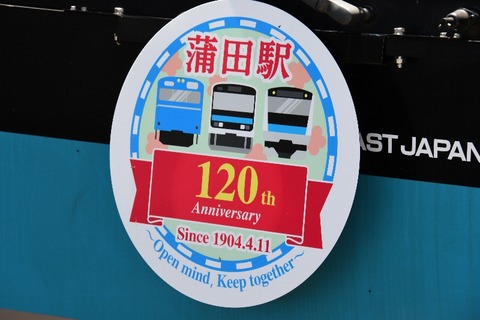 蒲田駅
120th
Anniversary
Since 1904.4.11
~Open mind, Keep together~
AST JAPAN